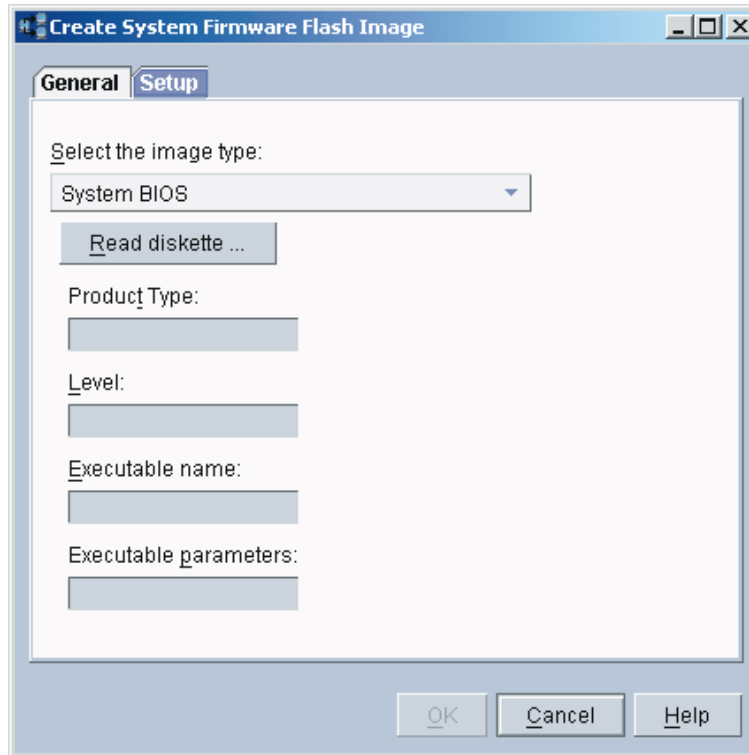 Create System Firmware Flash Image
General Setup
Select the image type:
System BIOS
Read diskette ...
Product Type:
Level:
Executable name:
Executable parameters:
OK Cancel Help